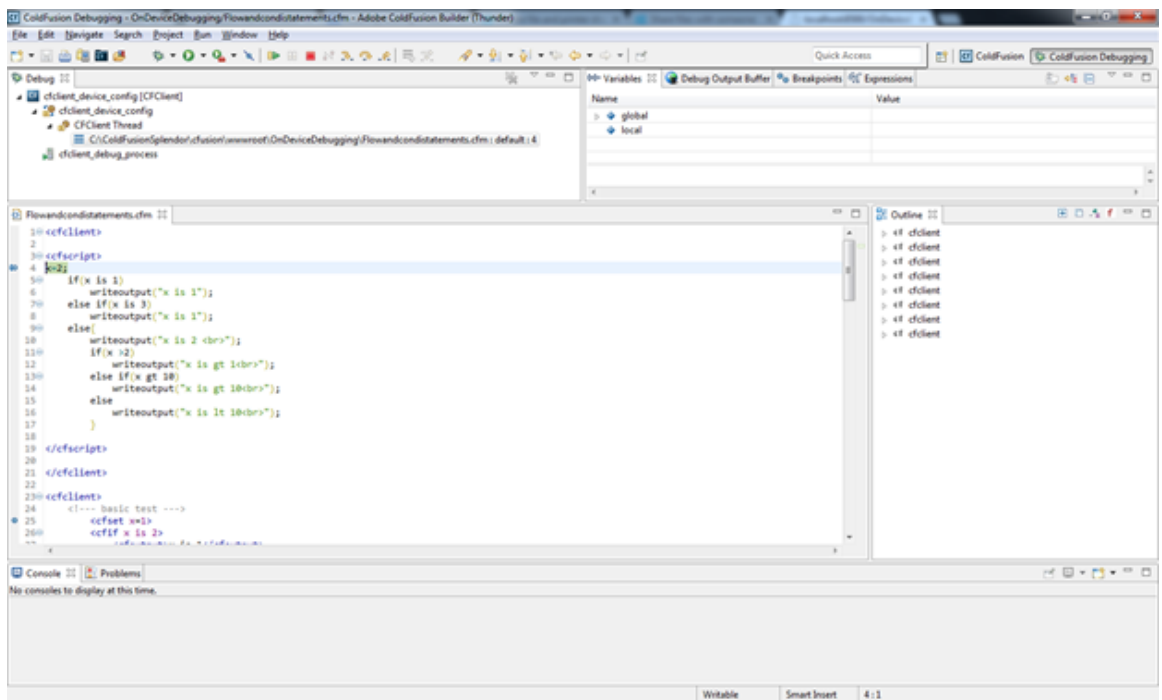 ColdFusion Debugging - OnDeviceDebugging/Flowandcondistatements.cfm - Adobe ColdFusion Builder (Thunder)
File Edit Navigate Search Project Run Window Help
Quick Access
ColdFusion
ColdFusion Debugging
Debug
cfclient_device_config [CFClient]
cfclient_device_config
CFClient Thread
C:\ColdFusionSplendor\cfusion\wwwroot\OnDeviceDebugging\Flowandcondistatements.cfm : default : 4
cfclient_debug_process
Variables Debug Output Buffer Breakpoints Expressions
Name Value
global
local
Flowandcondistatements.cfm
1 <cfclient>
2
3 <cfscript>
4 x=2;
5 if(x is 1)
6 writeoutput("x is 1");
7 else if(x is 3)
8 writeoutput("x is 1");
9 else{
10 writeoutput("x is 2 <br>");
11 if(x >2)
12 writeoutput("x is gt 1<br>");
13 else if(x gt 10)
14 writeoutput("x is gt 10<br>");
15 else
16 writeoutput("x is lt 10<br>");
17 }
18
19 </cfscript>
20
21 </cfclient>
22
23 <cfclient>
24 <!--- basic test --->
25 <cfset x=1>
26 <cfif x is 2>
Outline
cfclient
cfclient
cfclient
cfclient
cfclient
cfclient
cfclient
cfclient
Console Problems
No consoles to display at this time.
Writable Smart Insert 4 : 1